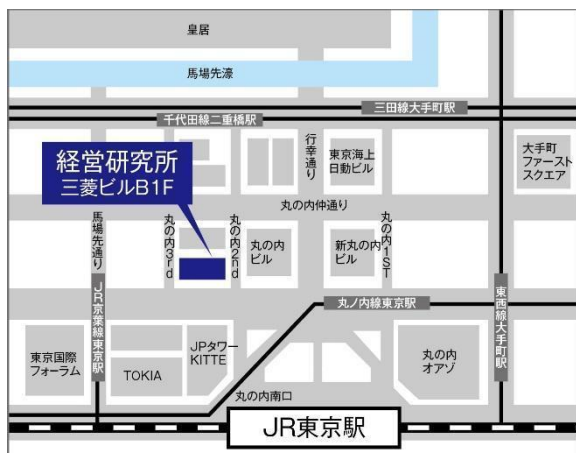 皇居
馬場先濠
三田線大手町駅
千代田線二重橋駅
経営研究所
三菱ビルB1F
行幸通り
東京海上
日動ビル
大手町
ファースト
スクエア
丸の内仲通り
馬場先通り
丸の内3rd
丸の内2nd
丸の内
ビル
新丸の内
ビル
丸の内1ST
JR京葉線東京駅
丸ノ内線東京駅
東西線大手町駅
東京国際
フォーラム
TOKIA
JPタワー
KITTE
丸の内
オアゾ
丸の内南口
JR東京駅